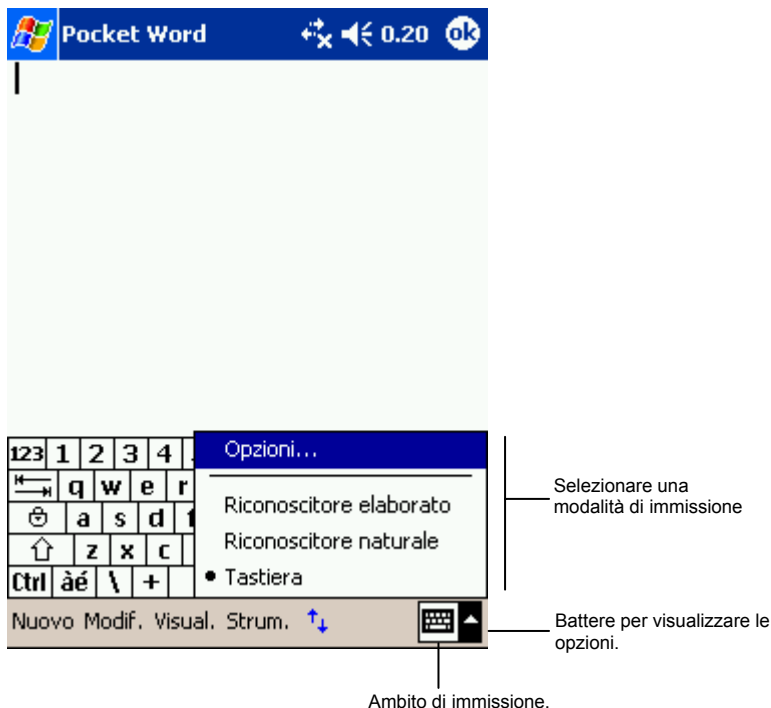 Pocket Word 0.20 ok
123 1 2 3 4
Opzioni...
q w e r
Riconoscitore elaborato
a s d
Riconoscitore naturale
z x c
Ctrl àé \ +
Tastiera
Selezionare una
modalità di immissione
Nuovo Modif. Visual. Strum.
Battere per visualizzare le
opzioni.
Ambito di immissione.